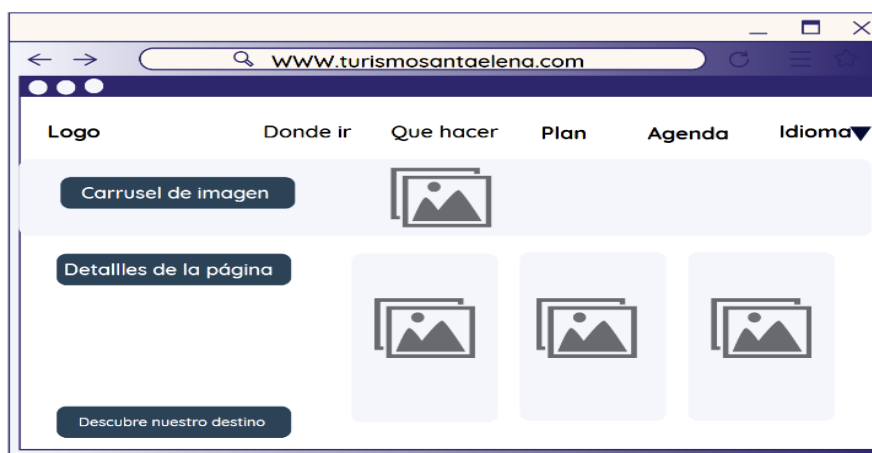 WWW.turismosantaelena.com
Logo Donde ir Que hacer Plan Agenda Idioma
Carrusel de imagen
Detallles de la página
Descubre nuestro destino